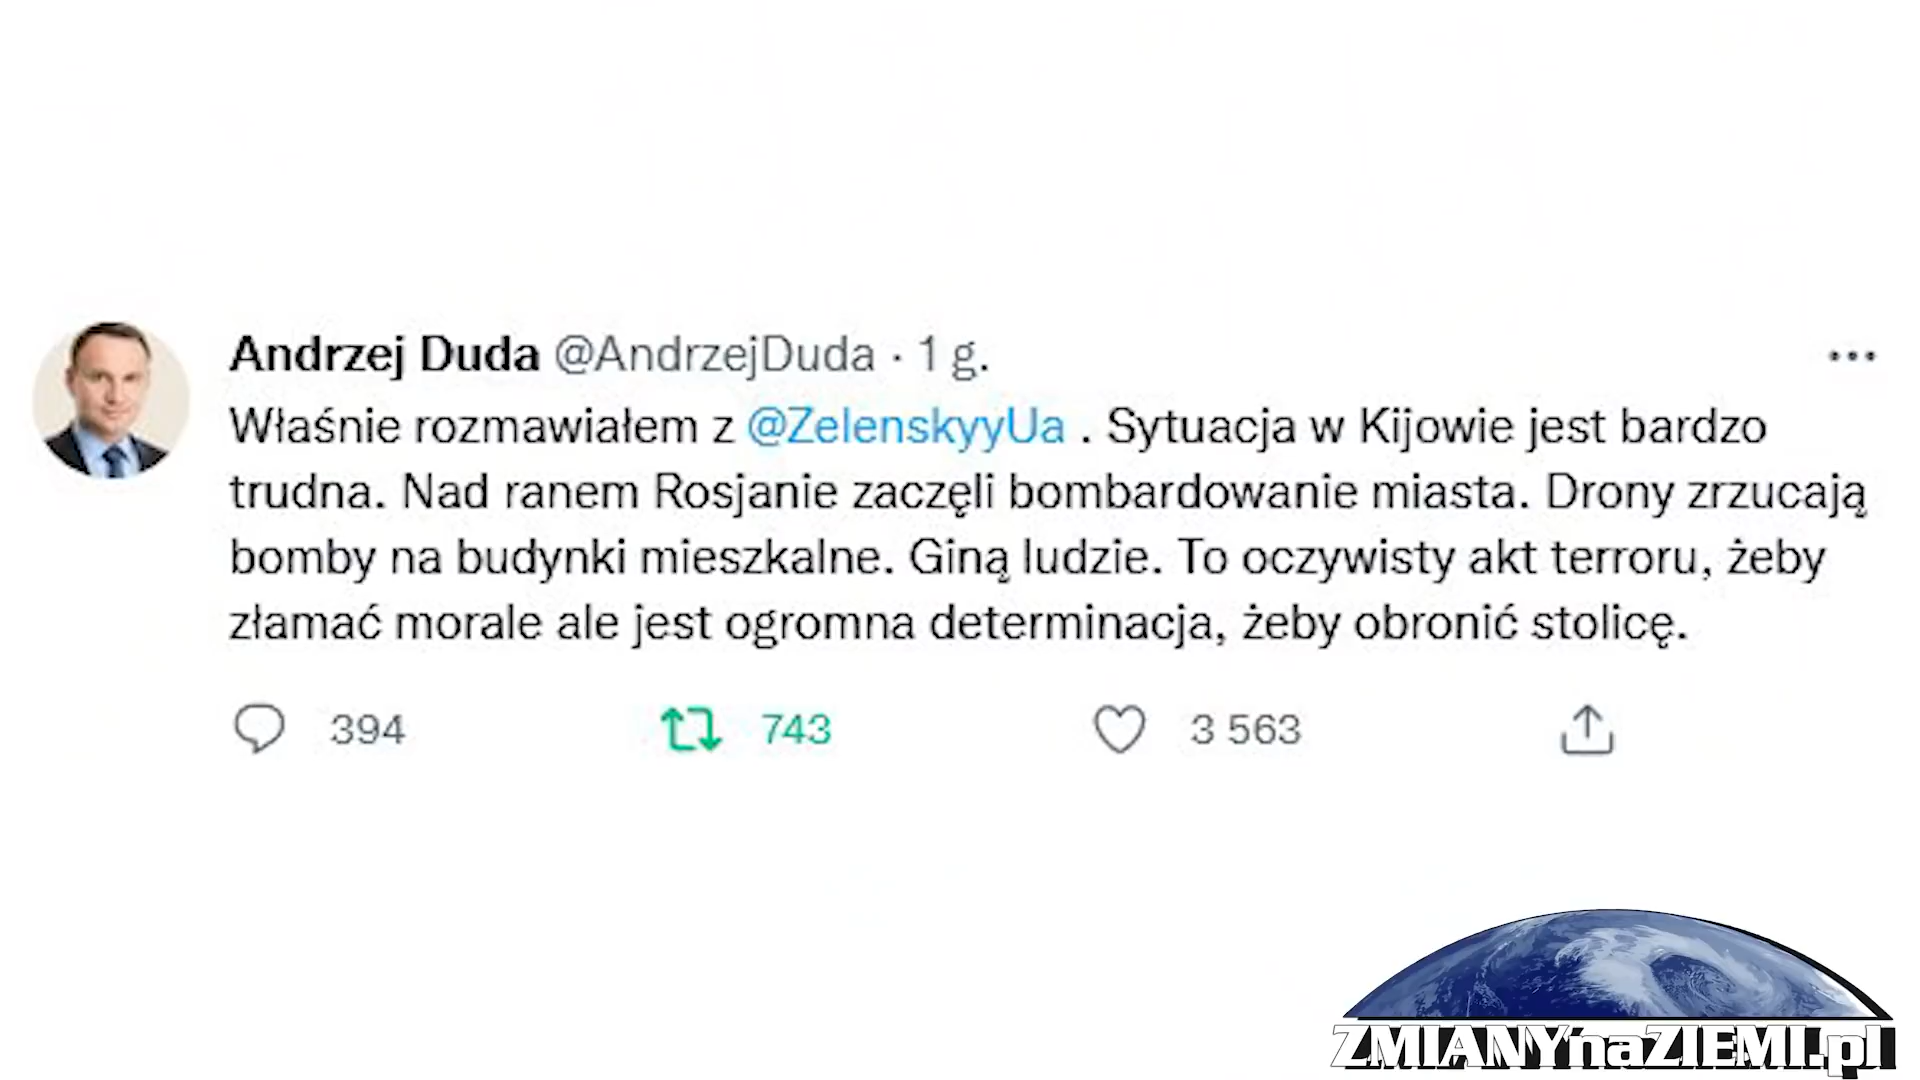 Andrzej Duda @AndrzejDuda · 1 g.
Właśnie rozmawiałem z @ZelenskyyUa . Sytuacja w Kijowie jest bardzo
trudna. Nad ranem Rosjanie zaczęli bombardowanie miasta. Drony zrzucają
bomby na budynki mieszkalne. Giną ludzie. To oczywisty akt terroru, żeby
złamać morale ale jest ogromna determinacja, żeby obronić stolicę.
394 743 3 563
ZMIANYnaZIEMI.pl